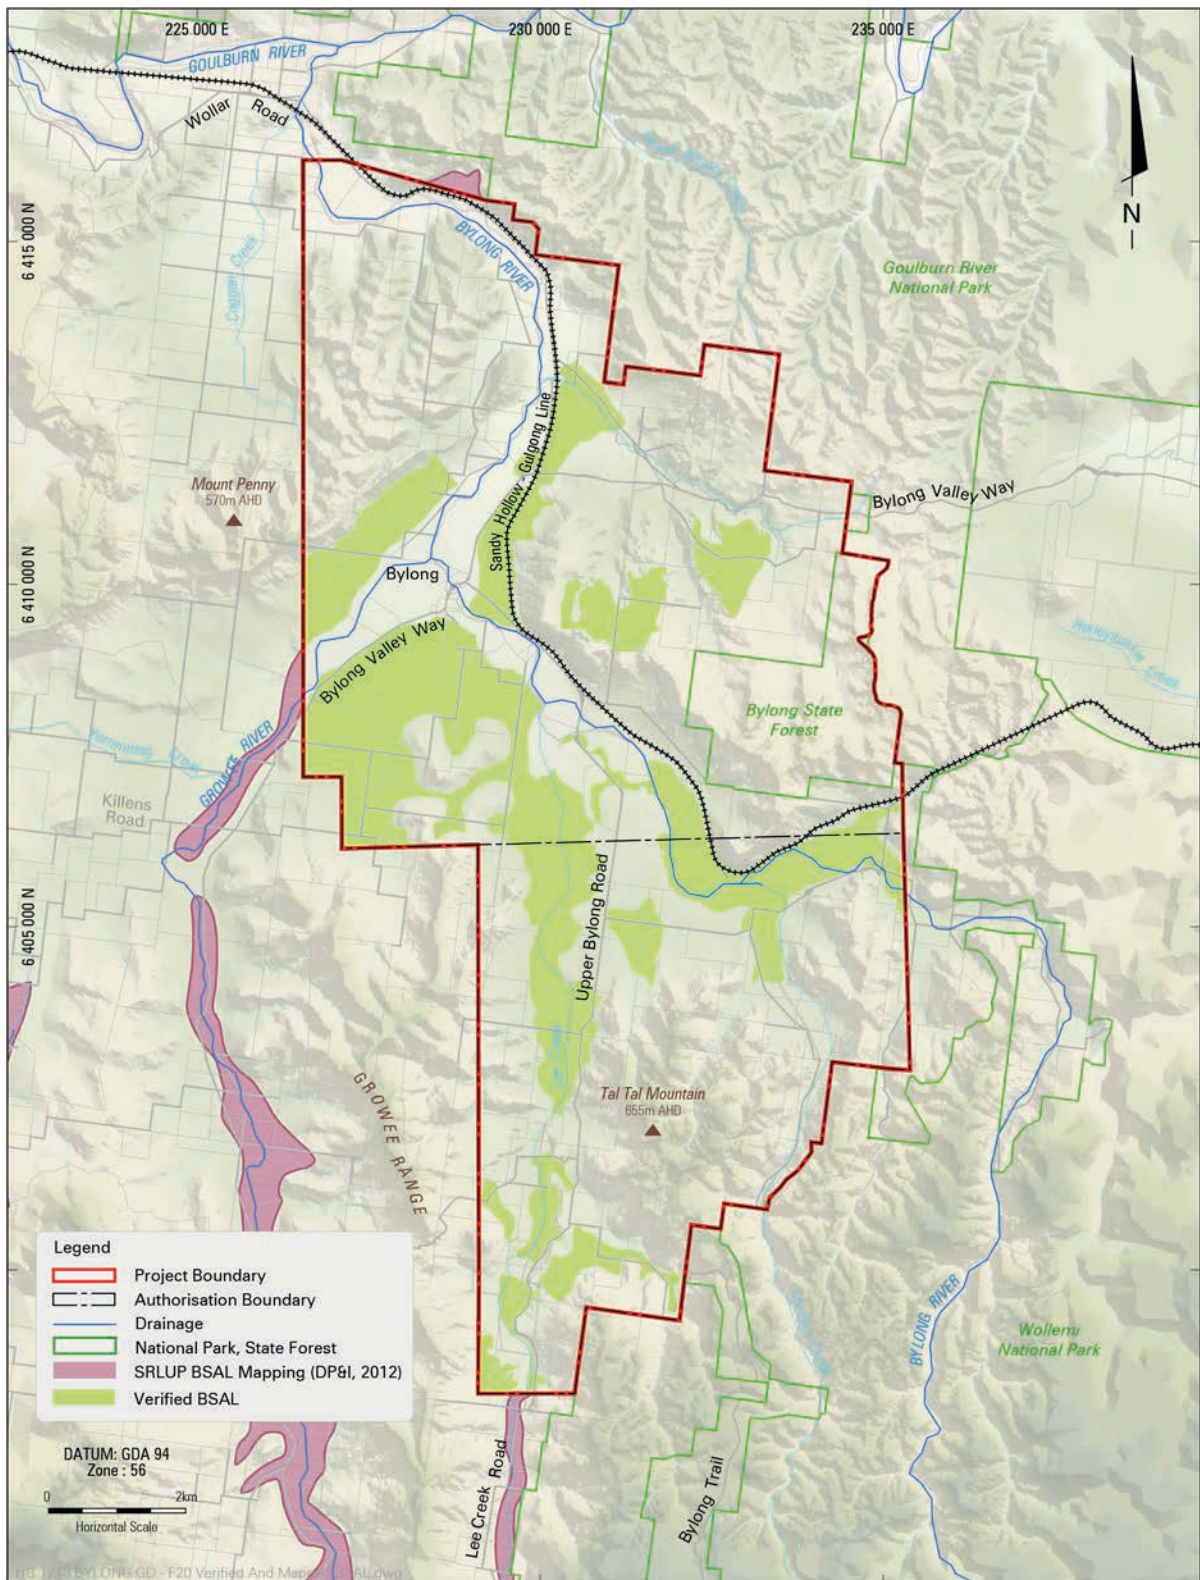 225 000 E
230 000 E
235 000 E
GOULBURN RIVER
Wollar Road
N
6 415 000 N
BYLONG RIVER
Coggan Creek
Goulburn River
National Park
Sandy Hollow - Gulgong Line
Mount Penny
570m AHD
Bylong Valley Way
6 410 000 N
Bylong
Bylong Valley Way
Bylong State
Forest
GROWEE RIVER
Killens
Road
Upper Bylong Road
6 405 000 N
Tal Tal Mountain
655m AHD
GROWEE RANGE
Legend
Project Boundary
Authorisation Boundary
Drainage
National Park, State Forest
SRLUP BSAL Mapping (DP&I, 2012)
Verified BSAL
BYLONG RIVER
Wollemi
National Park
DATUM: GDA 94
Zone : 56
0
2km
Horizontal Scale
Lee Creek Road
Bylong Trail